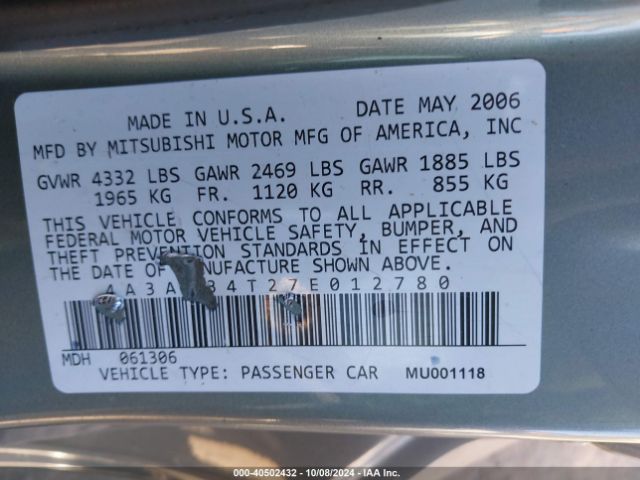 MADE IN U.S.A. DATE MAY 2006
MFD BY MITSUBISHI MOTOR MFG OF AMERICA, INC
GVWR 4332 LBS GAWR 2469 LBS GAWR 1885 LBS
1965 KG FR. 1120 KG RR. 855 KG
THIS VEHICLE CONFORMS TO ALL APPLICABLE
FEDERAL MOTOR VEHICLE SAFETY, BUMPER, AND
THEFT PREVENTION STANDARDS IN EFFECT ON
THE DATE OF MANUFACTURE SHOWN ABOVE.
MDH 061306
VEHICLE TYPE: PASSENGER CAR MU001118
000-40502432 - 10/08/2024 - IAA Inc.